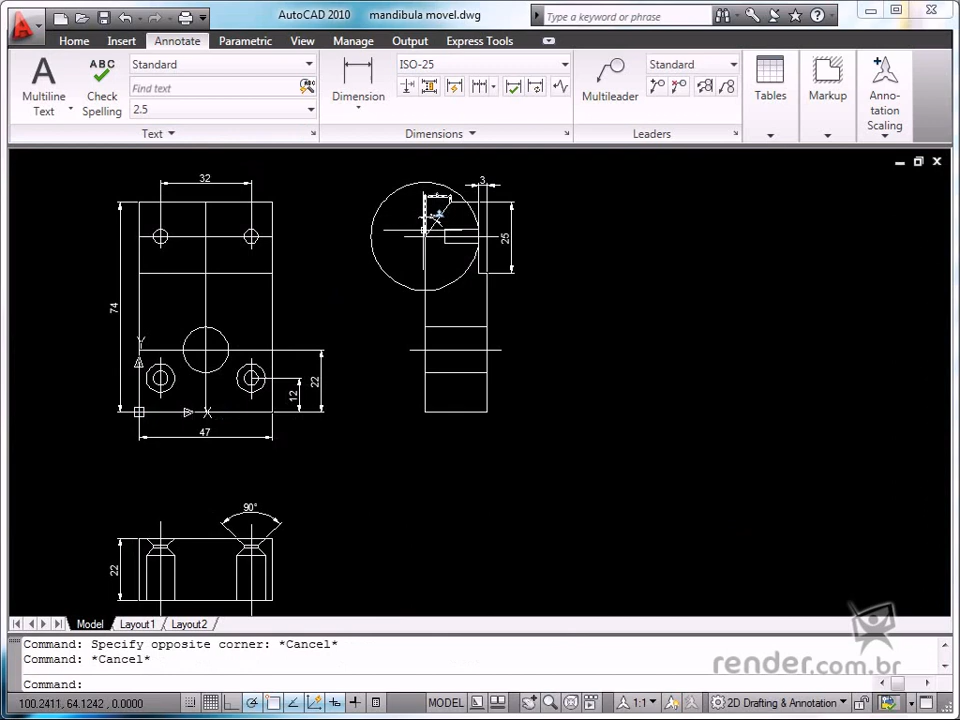 AutoCAD 2010 mandibula movel.dwg
Type a keyword or phrase
Home Insert Annotate Parametric View Manage Output Express Tools
Multiline Text
ABC
Check Spelling
Standard
Find text
2.5
Text
Dimension
ISO-25
Dimensions
Multileader
Standard
Leaders
Tables
Markup
Anno-
tation
Scaling
32
3
25
74
Y
X
22
12
47
90°
22
Model Layout1 Layout2
Command: Specify opposite corner: *Cancel*
Command: *Cancel*
Command:
render.com.br
100.2411, 64.1242, 0.0000
MODEL
1:1
2D Drafting & Annotation